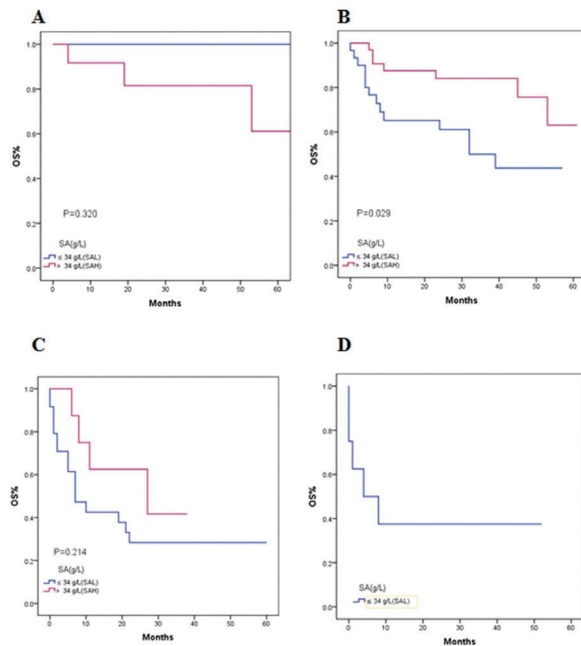 A
1.0
0.8
0.6
0.4
0.2
0.0
OS%
P=0.320
SA(g/L)
≤ 34 g/L(SAL)
> 34 g/L(SAH)
0 10 20 30 40 50 60
Months
B
1.0
0.8
0.6
0.4
0.2
0.0
OS%
P=0.029
SA(g/L)
≤ 34 g/L(SAL)
> 34 g/L(SAH)
0 10 20 30 40 50 60
Months
C
1.0
0.8
0.6
0.4
0.2
0.0
OS%
P=0.214
SA(g/L)
≤ 34 g/L(SAL)
> 34 g/L(SAH)
0 10 20 30 40 50 60
Months
D
1.0
0.8
0.6
0.4
0.2
0.0
OS%
SA(g/L)
≤ 34 g/L(SAL)
0 10 20 30 40 50 60
Months